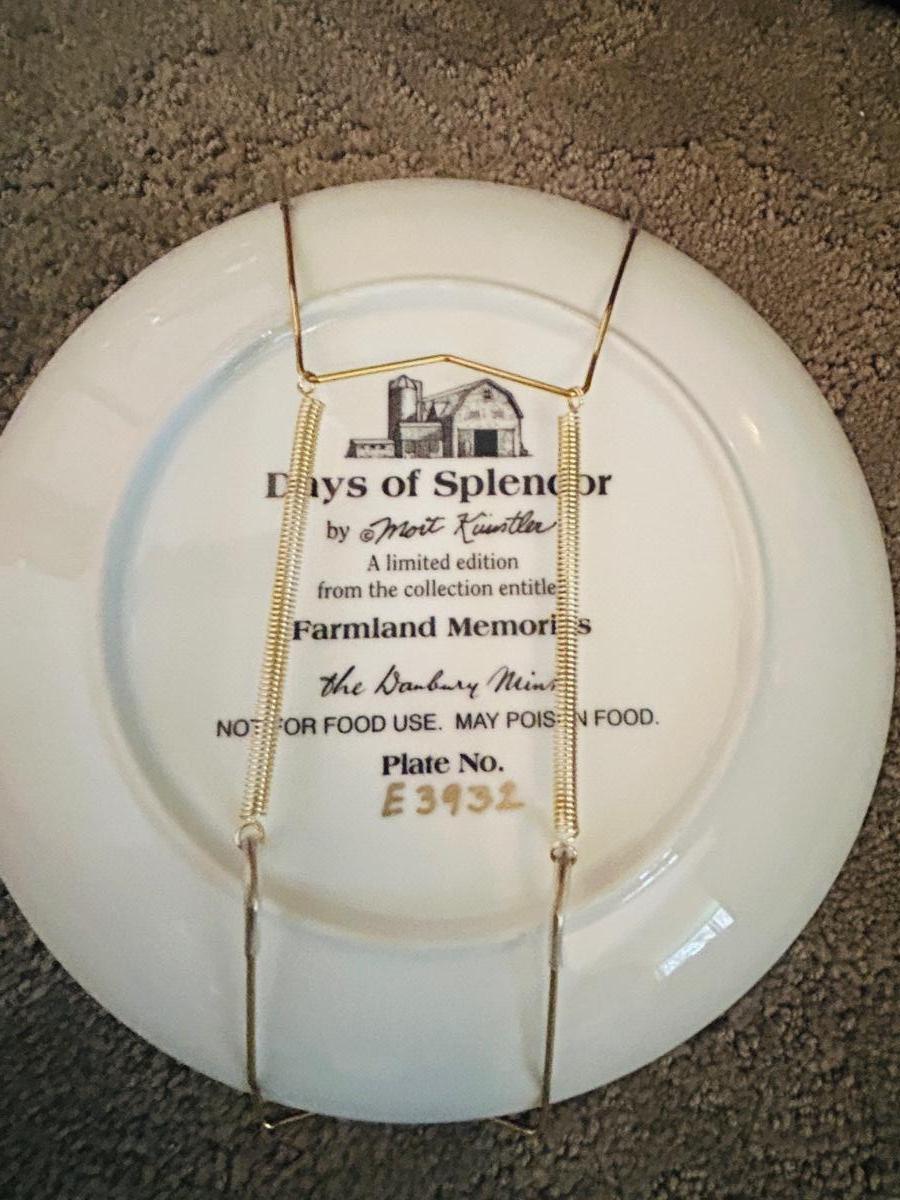 Days of Splendor
by © Mort Künstler
A limited edition
from the collection entitle
Farmland Memories
the Danbury Mint
NOT FOR FOOD USE. MAY POISON FOOD.
Plate No.
E3932